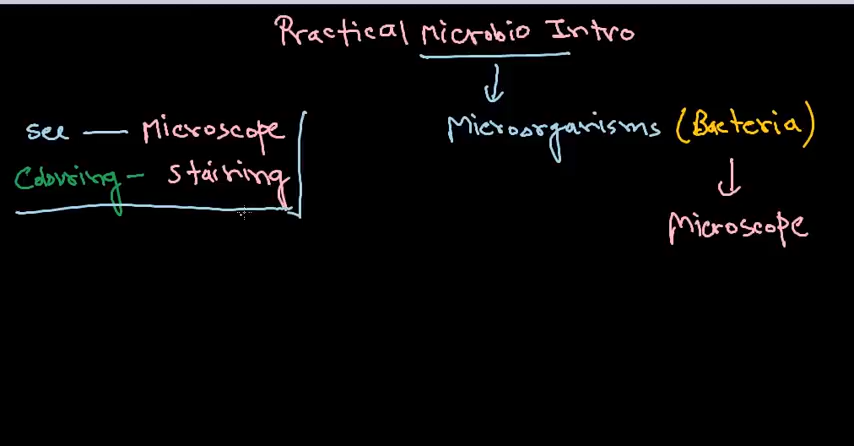 Practical Microbio Intro
see — Microscope
Colouring - Staining
Microorganisms (Bacteria)
Microscope